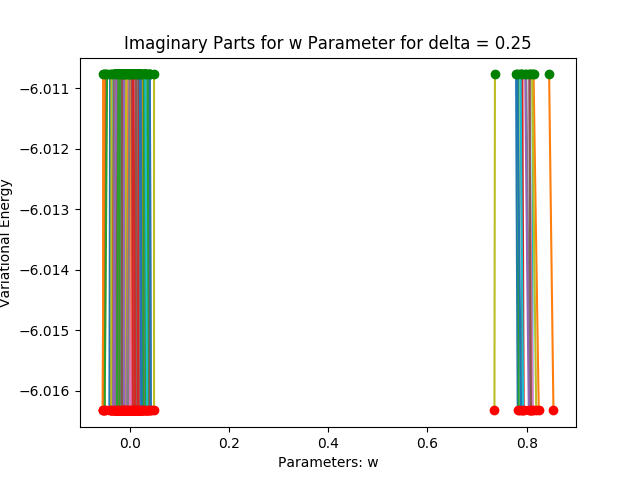 Imaginary Parts for w Parameter for delta = 0.25
−6.011
−6.012
−6.013
−6.014
−6.015
−6.016
Variational Energy
0.0 0.2 0.4 0.6 0.8
Parameters: w